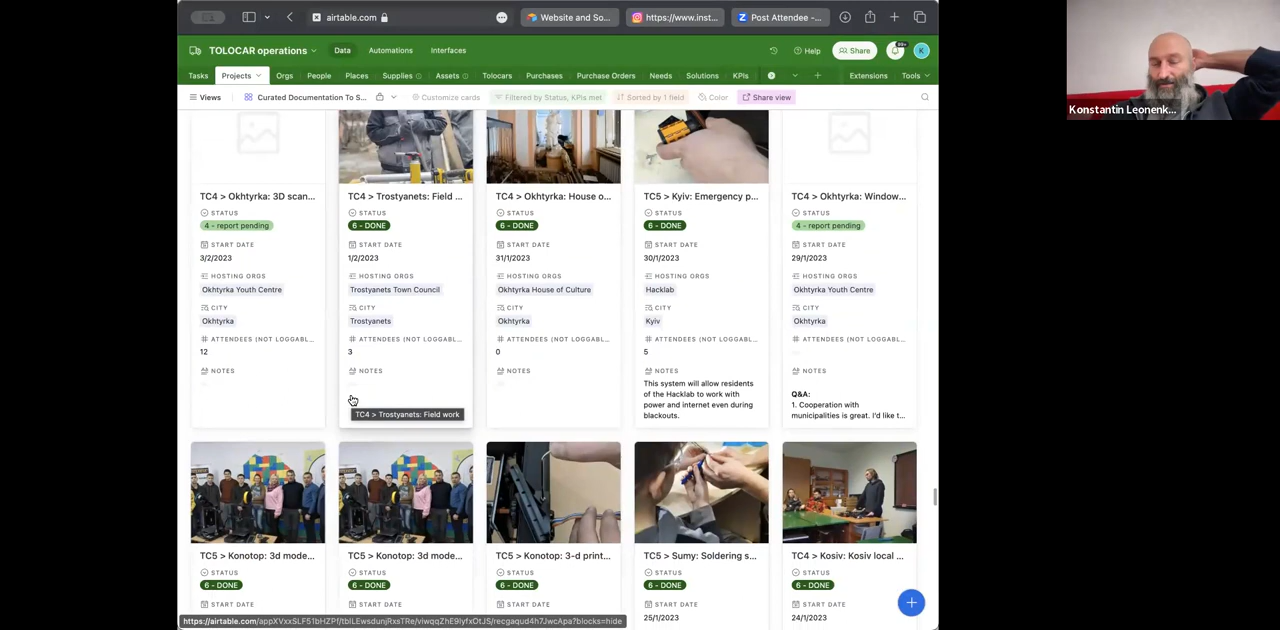 airtable.com
Website and So...
https://www.inst...
Post Attendee -...
TOLOCAR operations
Data
Automations
Interfaces
Help
Share
99+
K
Tasks
Projects
Orgs
People
Places
Supplies
Assets
Tolocars
Purchases
Purchase Orders
Needs
Solutions
KPIs
Extensions
Tools
Views
Curated Documentation To S...
Customize cards
Filtered by Status, KPIs met
Sorted by 1 field
Color
Share view
Konstantin Leonenk...
TC4 > Okhtyrka: 3D scan...
STATUS
4 - report pending
START DATE
3/2/2023
HOSTING ORGS
Okhtyrka Youth Centre
CITY
Okhtyrka
ATTENDEES (NOT LOGGABL...
12
NOTES
TC4 > Trostyanets: Field ...
STATUS
6 - DONE
START DATE
1/2/2023
HOSTING ORGS
Trostyanets Town Council
CITY
Trostyanets
ATTENDEES (NOT LOGGABL...
3
NOTES
TC4 > Trostyanets: Field work
TC4 > Okhtyrka: House o...
STATUS
6 - DONE
START DATE
31/1/2023
HOSTING ORGS
Okhtyrka House of Culture
CITY
Okhtyrka
ATTENDEES (NOT LOGGABL...
0
NOTES
TC5 > Kyiv: Emergency p...
STATUS
6 - DONE
START DATE
30/1/2023
HOSTING ORGS
Hacklab
CITY
Kyiv
ATTENDEES (NOT LOGGABL...
5
NOTES
This system will allow residents
of the Hacklab to work with
power and internet even during
blackouts.
TC4 > Okhtyrka: Window...
STATUS
4 - report pending
START DATE
29/1/2023
HOSTING ORGS
Okhtyrka Youth Centre
CITY
Okhtyrka
ATTENDEES (NOT LOGGABL...
NOTES
Q&A:
1. Cooperation with
municipalities is great. I'd like t...
TC5 > Konotop: 3d mode...
STATUS
6 - DONE
START DATE
TC5 > Konotop: 3d mode...
STATUS
6 - DONE
START DATE
TC5 > Konotop: 3-d print...
STATUS
6 - DONE
START DATE
TC5 > Sumy: Soldering s...
STATUS
6 - DONE
START DATE
25/1/2023
TC4 > Kosiv: Kosiv local ...
STATUS
6 - DONE
START DATE
24/1/2023